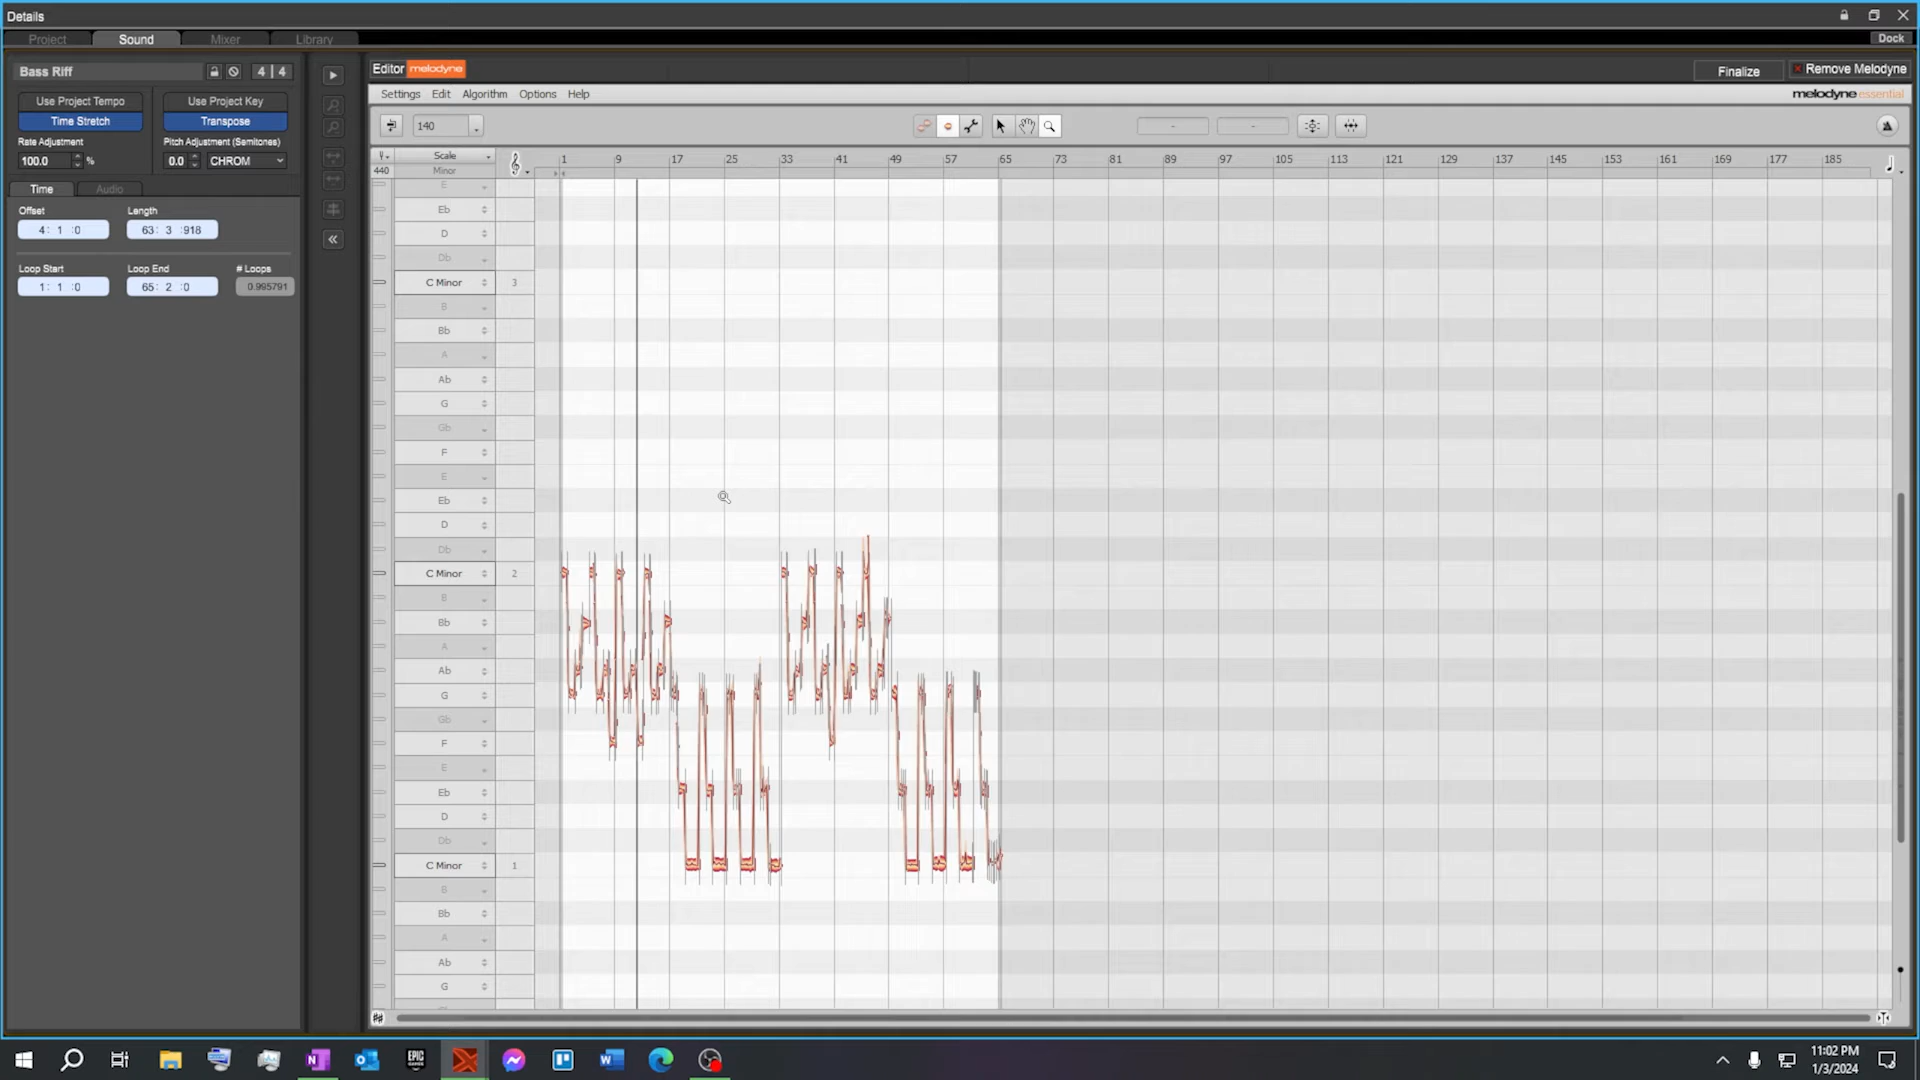 Details
Project Sound Mixer Library
Dock
Bass Riff 4 4
Editor melodyne
Finalize Remove Melodyne
Use Project Tempo Use Project Key
Time Stretch Transpose
Rate Adjustment Pitch Adjustment (Semitones)
100.0 % 0.0 CHROM
Time Audio
Offset Length
4: 1 :0 63: 3 :918
Loop Start Loop End # Loops
1: 1 :0 65: 2 :0 0.995791
Settings Edit Algorithm Options Help
melodyne essential
140 - -
Scale
440 Minor
1 9 17 25 33 41 49 57 65 73 81 89 97 105 113 121 129 137 145 153 161 169 177 185
E
Eb
D
Db
C Minor 3
B
Bb
A
Ab
G
Gb
F
E
Eb
D
Db
C Minor 2
B
Bb
A
Ab
G
Gb
F
E
Eb
D
Db
C Minor 1
B
Bb
A
Ab
G
EPIC GAMES
11:02 PM
1/3/2024